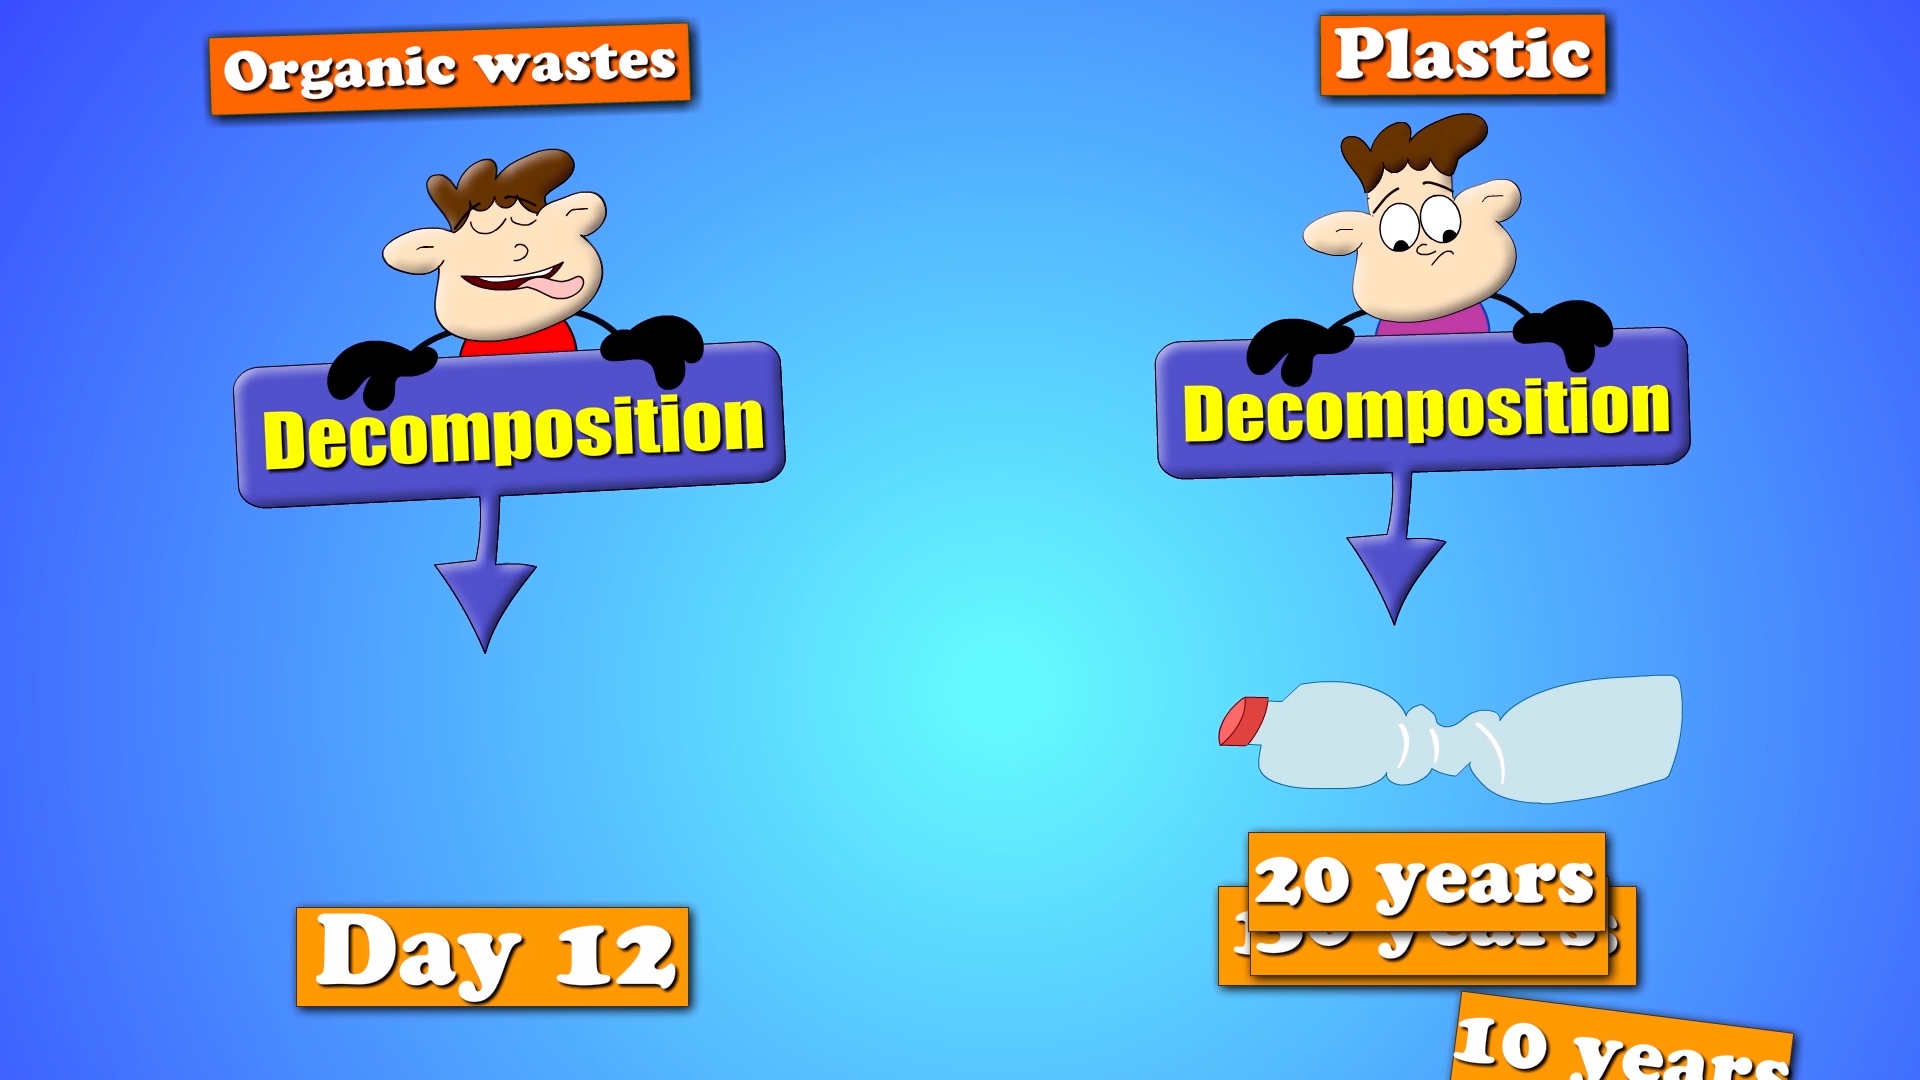 Organic wastes
Plastic
Decomposition
Decomposition
20 years
Day 12
10 years